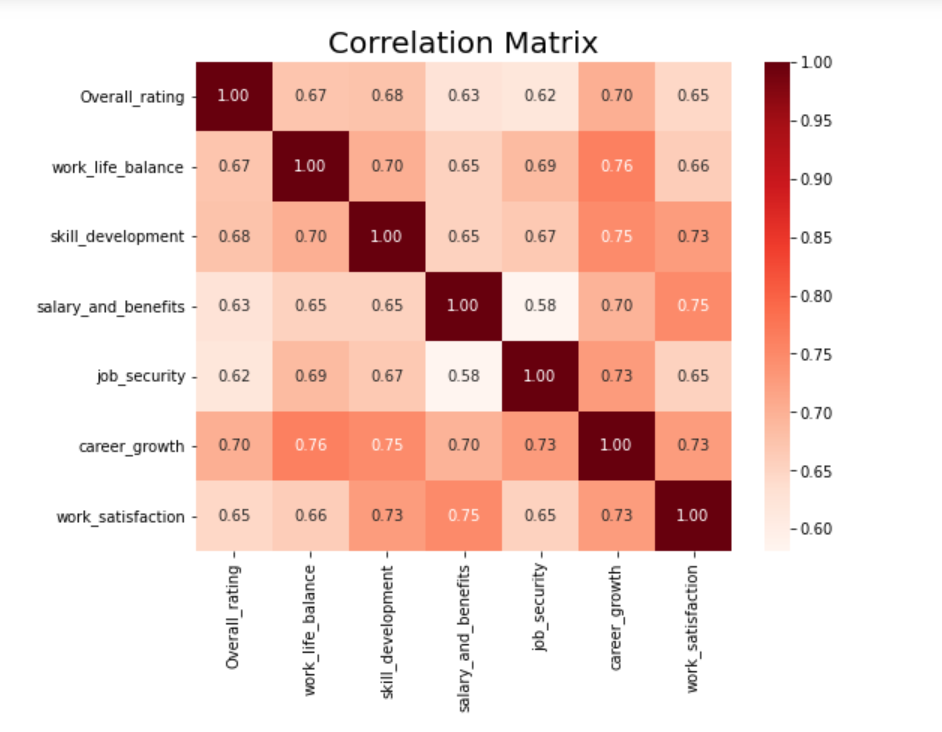 Correlation Matrix
Overall_rating 1.00 0.67 0.68 0.63 0.62 0.70 0.65
work_life_balance 0.67 1.00 0.70 0.65 0.69 0.76 0.66
skill_development 0.68 0.70 1.00 0.65 0.67 0.75 0.73
salary_and_benefits 0.63 0.65 0.65 1.00 0.58 0.70 0.75
job_security 0.62 0.69 0.67 0.58 1.00 0.73 0.65
career_growth 0.70 0.76 0.75 0.70 0.73 1.00 0.73
work_satisfaction 0.65 0.66 0.73 0.75 0.65 0.73 1.00
Overall_rating
work_life_balance
skill_development
salary_and_benefits
job_security
career_growth
work_satisfaction
1.00
0.95
0.90
0.85
0.80
0.75
0.70
0.65
0.60